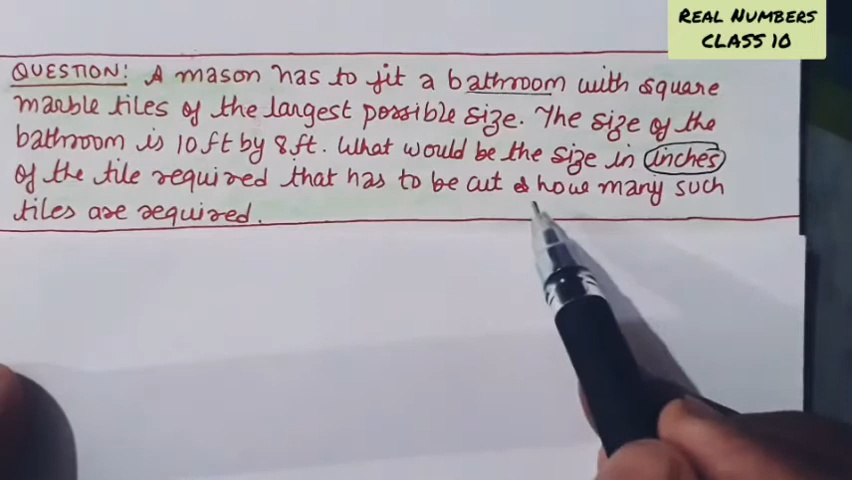 REAL NUMBERS
CLASS 10
QUESTION: A mason has to fit a bathroom with square
marble tiles of the largest possible size. The size of the
bathroom is 10 ft by 8 ft. What would be the size in inches
of the tile required that has to be cut & how many such
tiles are required.